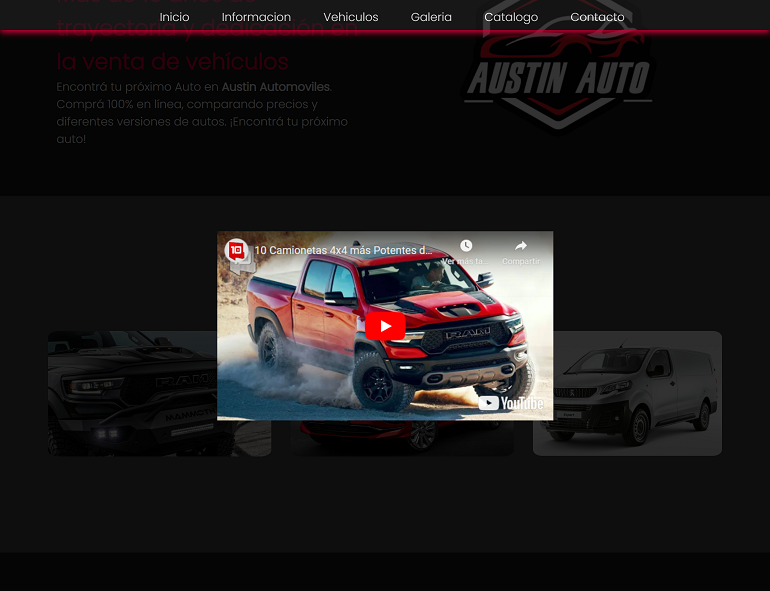 Inicio Informacion Vehiculos Galeria Catalogo Contacto
trayectoria y dedicación en
la venta de vehículos
Encontrá tu próximo Auto en Austin Automoviles.
Comprá 100% en linea, comparando precios y
diferentes versiones de autos. ¡Encontrá tu próximo
auto!
AUSTIN AUTO
10
10 Camionetas 4x4 más Potentes d...
Ver más ta...
Compartir
RAM
YouTube
RAM